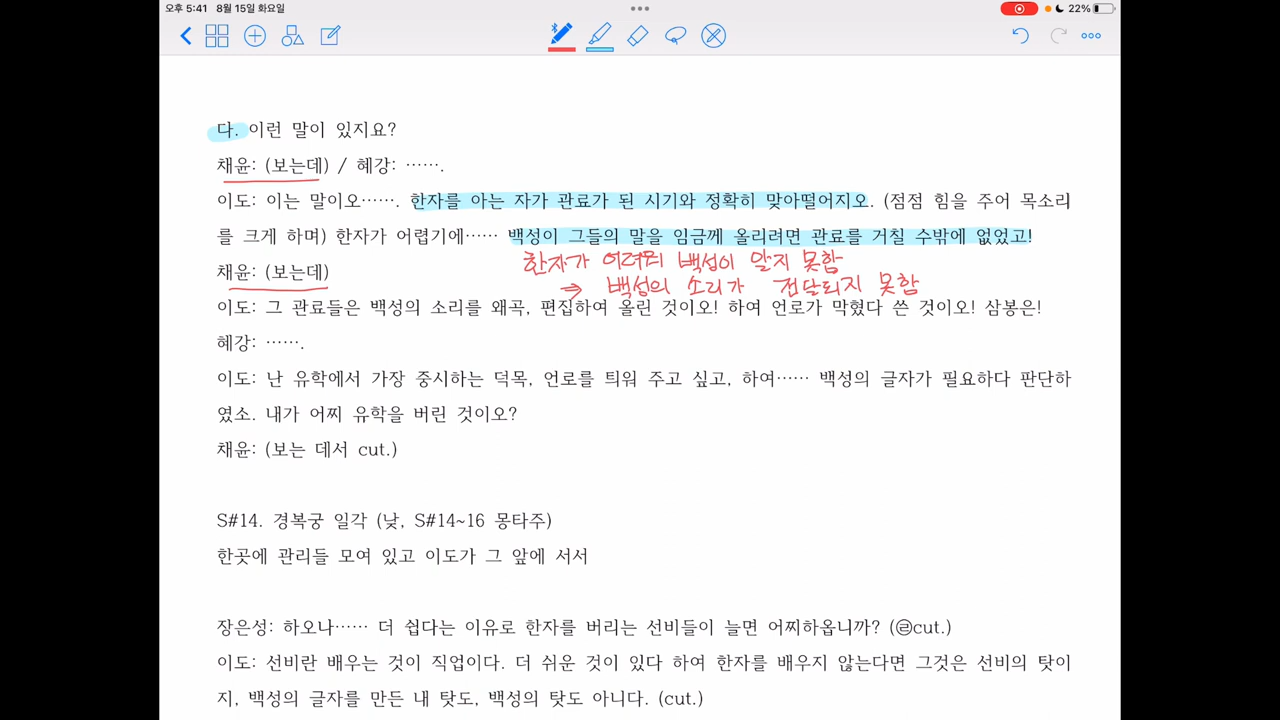 오후 5:41 8월 15일 화요일
22%
다. 이런 말이 있지요?
채윤: (보는데) / 혜강: …….
이도: 이는 말이오……. 한자를 아는 자가 관료가 된 시기와 정확히 맞아떨어지오. (점점 힘을 주어 목소리
를 크게 하며) 한자가 어렵기에…… 백성이 그들의 말을 임금께 올리려면 관료를 거칠 수밖에 없었고!
한자가 어려워 백성이 알지 못함
채윤: (보는데)
⇒ 백성의 소리가 전달되지 못함
이도: 그 관료들은 백성의 소리를 왜곡, 편집하여 올린 것이오! 하여 언로가 막혔다 쓴 것이오! 삼봉은!
혜강: …….
이도: 난 유학에서 가장 중시하는 덕목, 언로를 틔워 주고 싶고, 하여…… 백성의 글자가 필요하다 판단하
였소. 내가 어찌 유학을 버린 것이오?
채윤: (보는 데서 cut.)
S#14. 경복궁 일각 (낮, S#14~16 몽타주)
한곳에 관리들 모여 있고 이도가 그 앞에 서서
장은성: 하오나…… 더 쉽다는 이유로 한자를 버리는 선비들이 늘면 어찌하옵니까? (㉣cut.)
이도: 선비란 배우는 것이 직업이다. 더 쉬운 것이 있다 하여 한자를 배우지 않는다면 그것은 선비의 탓이
지, 백성의 글자를 만든 내 탓도, 백성의 탓도 아니다. (cut.)